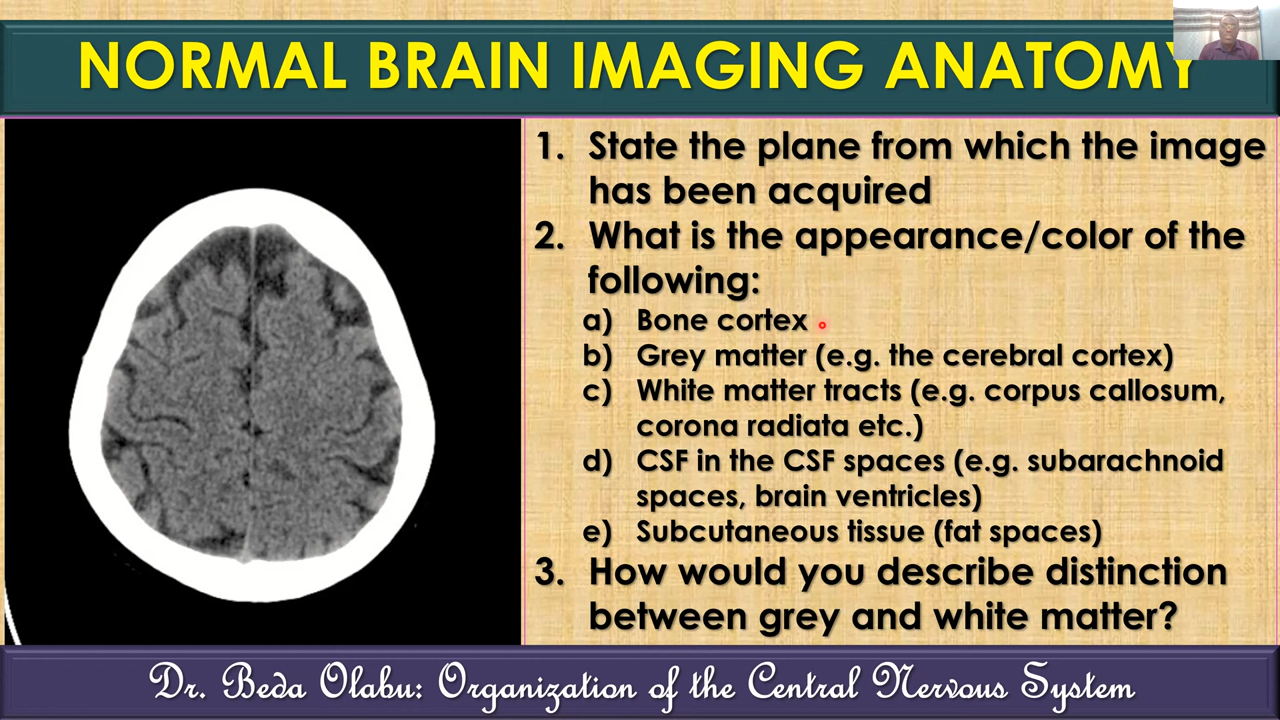 NORMAL BRAIN IMAGING ANATOMY
1. State the plane from which the image
has been acquired
2. What is the appearance/color of the
following:
a) Bone cortex
b) Grey matter (e.g. the cerebral cortex)
c) White matter tracts (e.g. corpus callosum,
corona radiata etc.)
d) CSF in the CSF spaces (e.g. subarachnoid
spaces, brain ventricles)
e) Subcutaneous tissue (fat spaces)
3. How would you describe distinction
between grey and white matter?
Dr. Beda Olabu: Organization of the Central Nervous System